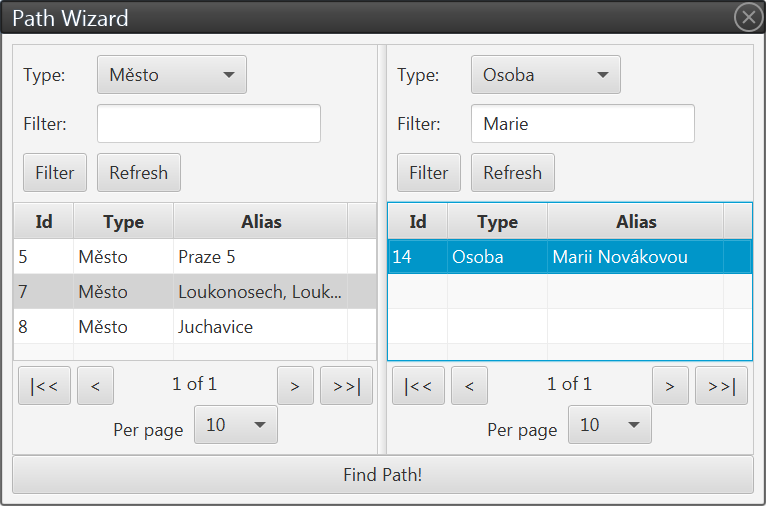 Path Wizard
Type: Město
Filter:
Filter Refresh
Id Type Alias
5 Město Praze 5
7 Město Loukonosech, Louk...
8 Město Juchavice
|<< < 1 of 1 > >>|
Per page 10
Type: Osoba
Filter: Marie
Filter Refresh
Id Type Alias
14 Osoba Marii Novákovou
|<< < 1 of 1 > >>|
Per page 10
Find Path!